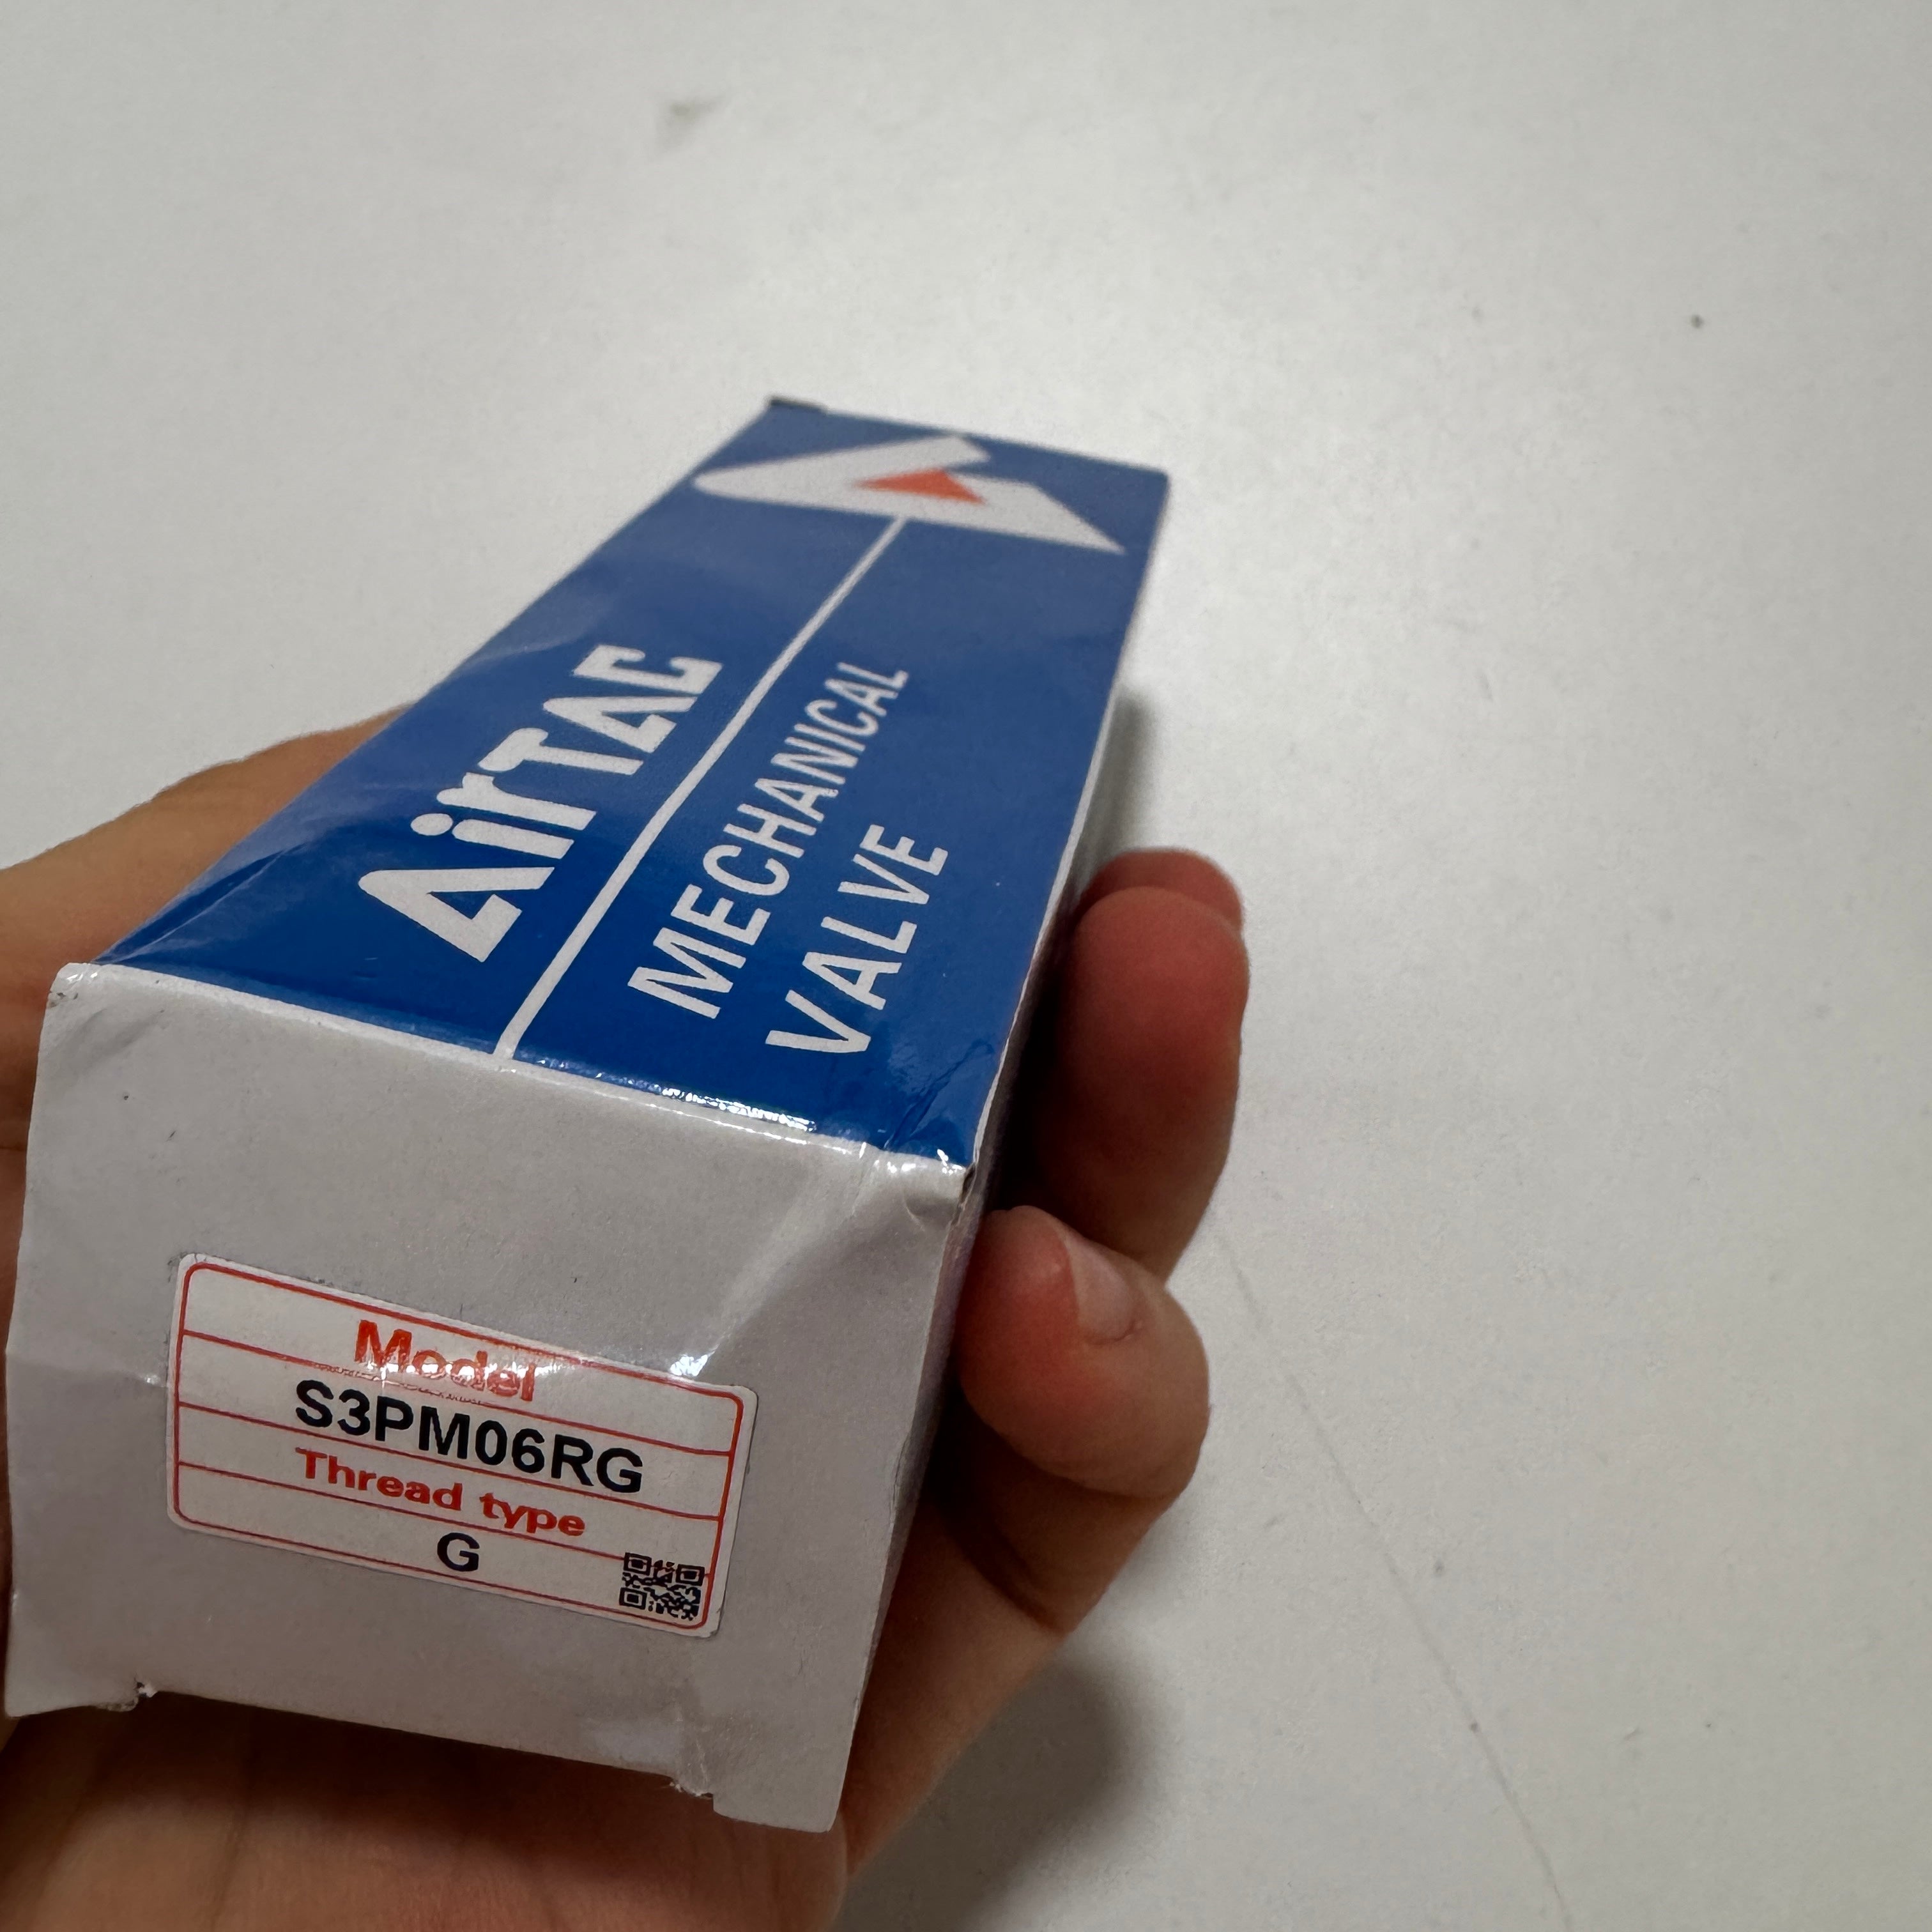 AirTAC
MECHANICAL
VALVE
Model
S3PM06RG
Thread type
G